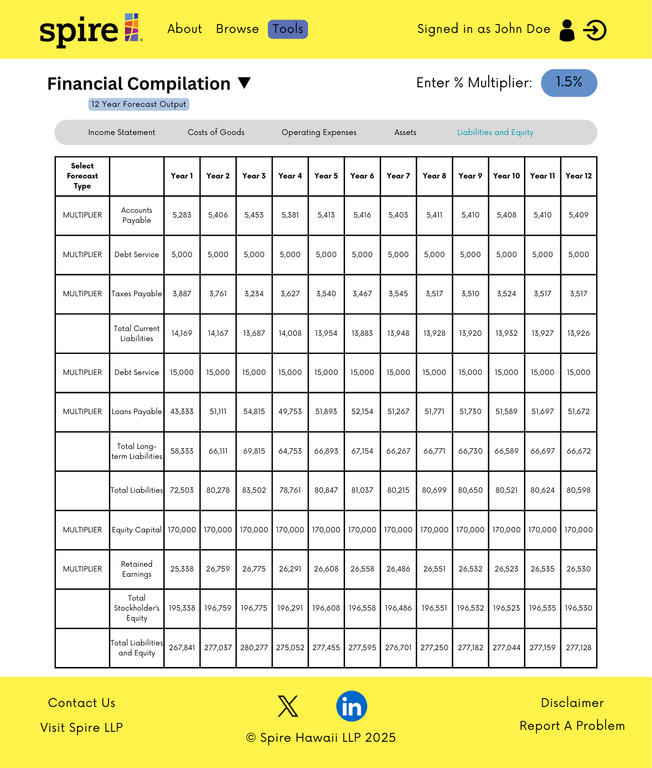 spire
About Browse Tools
Signed in as John Doe
Financial Compilation ▼
Enter % Multiplier: 1.5%
12 Year Forecast Output
Income Statement Costs of Goods Operating Expenses Assets Liabilities and Equity
Select
Forecast
Type
Year 1 Year 2 Year 3 Year 4 Year 5 Year 6 Year 7 Year 8 Year 9 Year 10 Year 11 Year 12
MULTIPLIER Accounts
Payable 5,283 5,406 5,453 5,381 5,413 5,416 5,403 5,411 5,410 5,408 5,410 5,409
MULTIPLIER Debt Service 5,000 5,000 5,000 5,000 5,000 5,000 5,000 5,000 5,000 5,000 5,000 5,000
MULTIPLIER Taxes Payable 3,887 3,761 3,234 3,627 3,540 3,467 3,545 3,517 3,510 3,524 3,517 3,517
Total Current
Liabilities 14,169 14,167 13,687 14,008 13,954 13,883 13,948 13,928 13,920 13,932 13,927 13,926
MULTIPLIER Debt Service 15,000 15,000 15,000 15,000 15,000 15,000 15,000 15,000 15,000 15,000 15,000 15,000
MULTIPLIER Loans Payable 43,333 51,111 54,815 49,753 51,893 52,154 51,267 51,771 51,730 51,589 51,697 51,672
Total Long-
term Liabilities 58,333 66,111 69,815 64,753 66,893 67,154 66,267 66,771 66,730 66,589 66,697 66,672
Total Liabilities 72,503 80,278 83,502 78,761 80,847 81,037 80,215 80,699 80,650 80,521 80,624 80,598
MULTIPLIER Equity Capital 170,000 170,000 170,000 170,000 170,000 170,000 170,000 170,000 170,000 170,000 170,000 170,000
MULTIPLIER Retained
Earnings 25,338 26,759 26,775 26,291 26,608 26,558 26,486 26,551 26,532 26,523 26,535 26,530
Total
Stockholder's
Equity 195,338 196,759 196,775 196,291 196,608 196,558 196,486 196,551 196,532 196,523 196,535 196,530
Total Liabilities
and Equity 267,841 277,037 280,277 275,052 277,455 277,595 276,701 277,250 277,182 277,044 277,159 277,128
Contact Us
Visit Spire LLP
X in
© Spire Hawaii LLP 2025
Disclaimer
Report A Problem